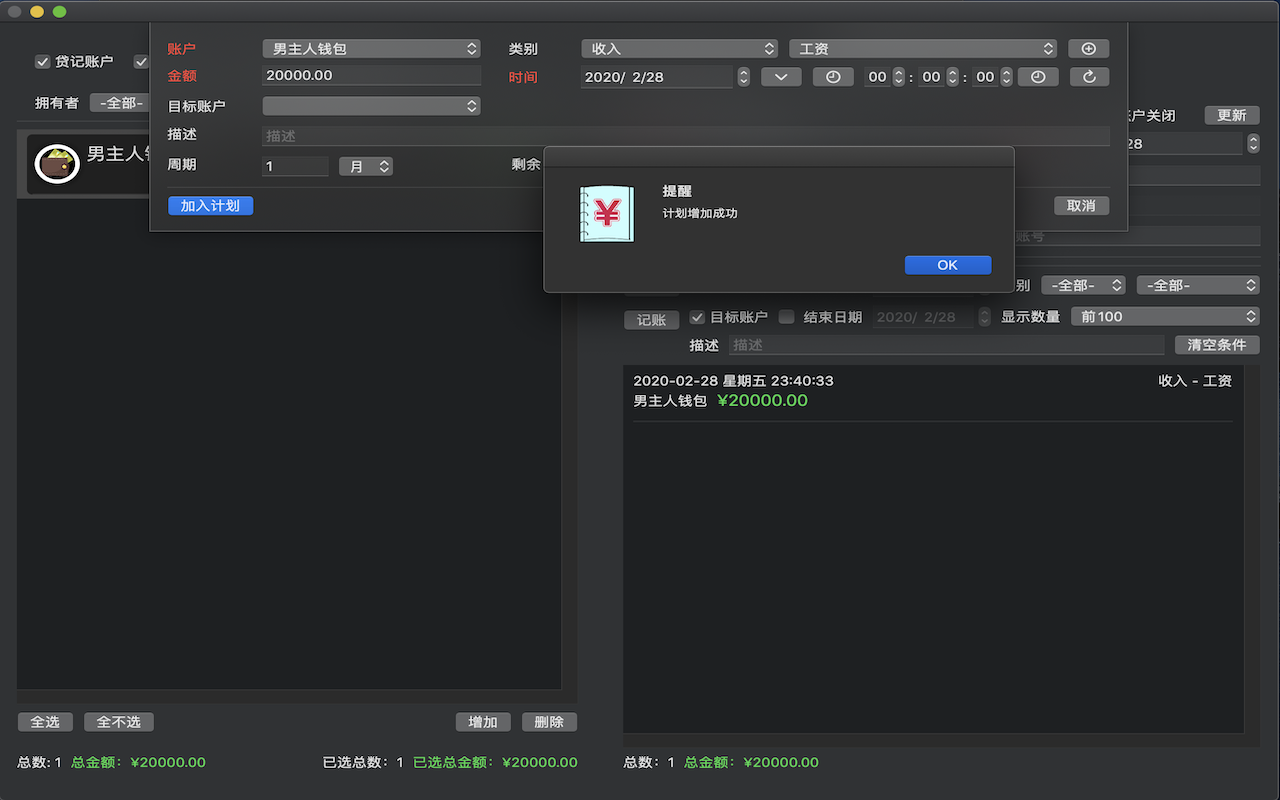 账户 男主人钱包 类别 收入 工资
金额 20000.00 时间 2020/ 2/28 00 : 00 : 00
目标账户
描述 描述
周期 1 月 剩余
加入计划 取消
提醒
计划增加成功
OK
贷记账户
拥有者 -全部-
男主人
账户关闭 更新
28
账号
别 -全部- -全部-
记账 目标账户 结束日期 2020/ 2/28 显示数量 前100
描述 描述 清空条件
2020-02-28 星期五 23:40:33 收入 - 工资
男主人钱包 ¥20000.00
全选 全不选 增加 删除
总数: 1 总金额: ¥20000.00 已选总数: 1 已选总金额: ¥20000.00 总数: 1 总金额: ¥20000.00